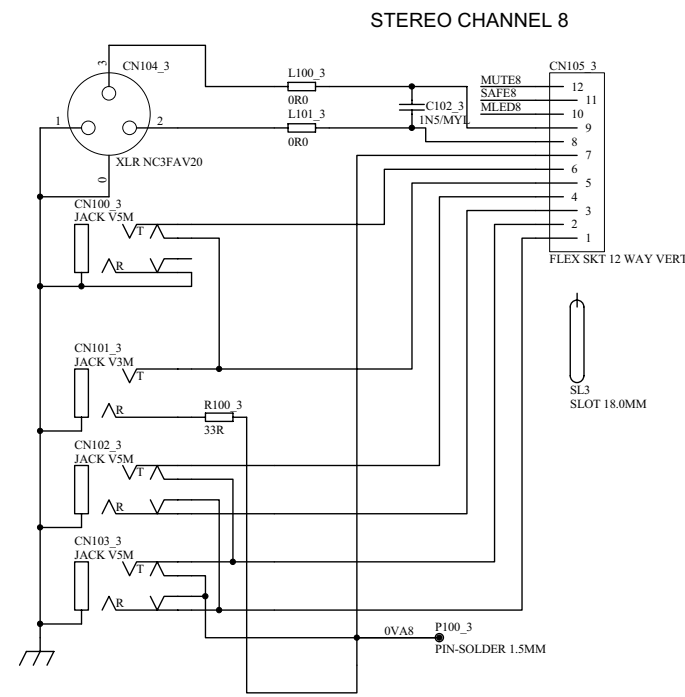 STEREO CHANNEL 8
CN104_3
3
1
2
0
XLR NC3FAV20
L100_3
0R0
L101_3
0R0
C102_3
1N5/MYL
CN105_3
MUTE8
SAFE8
MLED8
12
11
10
9
8
7
6
5
4
3
2
1
FLEX SKT 12 WAY VERT
CN100_3
JACK V5M
T
R
CN101_3
JACK V3M
T
R
R100_3
33R
SL3
SLOT 18.0MM
CN102_3
JACK V5M
T
R
CN103_3
JACK V5M
T
R
0VA8
P100_3
PIN-SOLDER 1.5MM